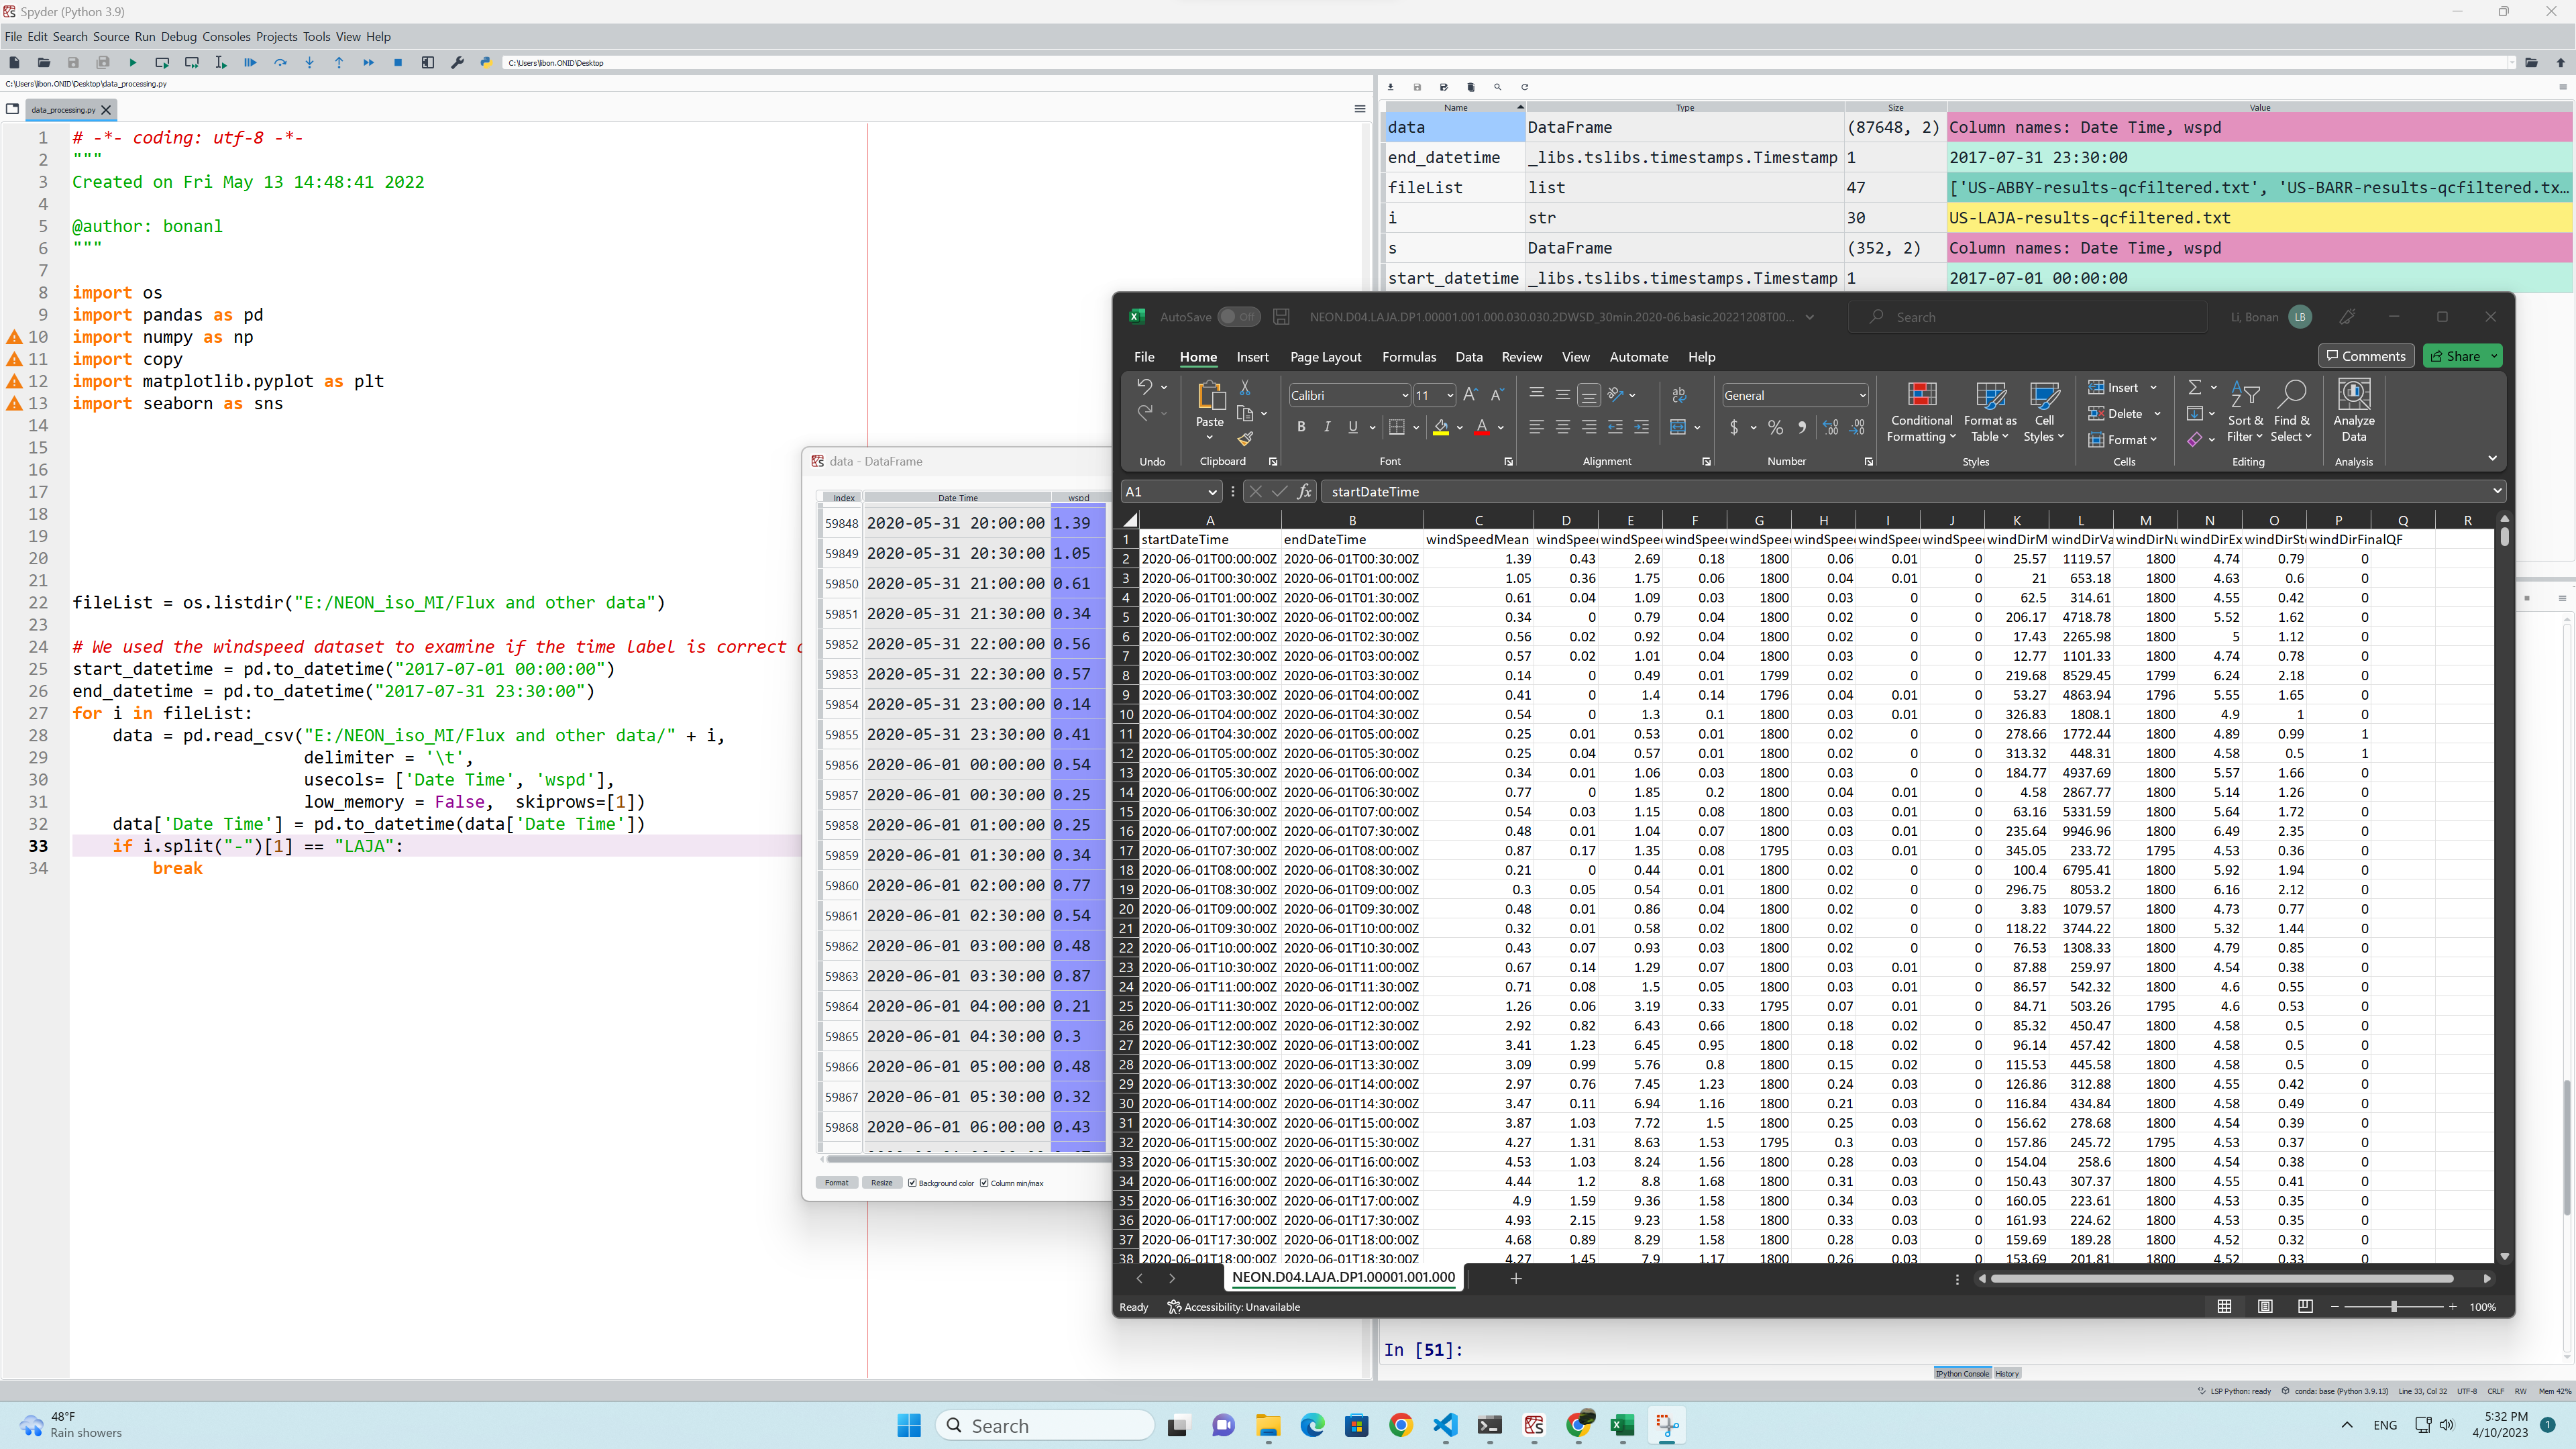 Spyder (Python 3.9)
File Edit Search Source Run Debug Consoles Projects Tools View Help
C:\Users\libon.ONID\Desktop
C:\Users\libon.ONID\Desktop\data_processing.py
data_processing.py
1 # -*- coding: utf-8 -*-
2 """
3 Created on Fri May 13 14:48:41 2022
4
5 @author: bonanl
6 """
7
8 import os
9 import pandas as pd
10 import numpy as np
11 import copy
12 import matplotlib.pyplot as plt
13 import seaborn as sns
14
15
16
17
18
19
20
21
22 fileList = os.listdir("E:/NEON_iso_MI/Flux and other data")
23
24 # We used the windspeed dataset to examine if the time label is correct
25 start_datetime = pd.to_datetime("2017-07-01 00:00:00")
26 end_datetime = pd.to_datetime("2017-07-31 23:30:00")
27 for i in fileList:
28 data = pd.read_csv("E:/NEON_iso_MI/Flux and other data/" + i,
29 delimiter = '\t',
30 usecols= ['Date Time', 'wspd'],
31 low_memory = False, skiprows=[1])
32 data['Date Time'] = pd.to_datetime(data['Date Time'])
33 if i.split("-")[1] == "LAJA":
34 break
Name Type Size Value
data DataFrame (87648, 2) Column names: Date Time, wspd
end_datetime _libs.tslibs.timestamps.Timestamp 1 2017-07-31 23:30:00
fileList list 47 ['US-ABBY-results-qcfiltered.txt', 'US-BARR-results-qcfiltered.tx...
i str 30 US-LAJA-results-qcfiltered.txt
s DataFrame (352, 2) Column names: Date Time, wspd
start_datetime _libs.tslibs.timestamps.Timestamp 1 2017-07-01 00:00:00
data - DataFrame
Index Date Time wspd
59848 2020-05-31 20:00:00 1.39
59849 2020-05-31 20:30:00 1.05
59850 2020-05-31 21:00:00 0.61
59851 2020-05-31 21:30:00 0.34
59852 2020-05-31 22:00:00 0.56
59853 2020-05-31 22:30:00 0.57
59854 2020-05-31 23:00:00 0.14
59855 2020-05-31 23:30:00 0.41
59856 2020-06-01 00:00:00 0.54
59857 2020-06-01 00:30:00 0.25
59858 2020-06-01 01:00:00 0.25
59859 2020-06-01 01:30:00 0.34
59860 2020-06-01 02:00:00 0.77
59861 2020-06-01 02:30:00 0.54
59862 2020-06-01 03:00:00 0.48
59863 2020-06-01 03:30:00 0.87
59864 2020-06-01 04:00:00 0.21
59865 2020-06-01 04:30:00 0.3
59866 2020-06-01 05:00:00 0.48
59867 2020-06-01 05:30:00 0.32
59868 2020-06-01 06:00:00 0.43
Format Resize Background color Column min/max
AutoSave Off NEON.D04.LAJA.DP1.00001.001.000.030.030.2DWSD_30min.2020-06.basic.20221208T00... Search Li, Bonan LB
File Home Insert Page Layout Formulas Data Review View Automate Help Comments Share
Calibri 11 General
Paste Conditional Formatting Format as Table Cell Styles Insert Delete Format Sort & Filter Find & Select Analyze Data
Undo Clipboard Font Alignment Number Styles Cells Editing Analysis
A1 fx startDateTime
A B C D E F G H I J K L M N O P Q R
1 startDateTime endDateTime windSpeedMean windSpee windSpeed windSpee windSpee windSpee windSpee windSpee windDirM windDirVa windDirNu windDirEx windDirSt windDirFinalQF
2 2020-06-01T00:00:00Z 2020-06-01T00:30:00Z 1.39 0.43 2.69 0.18 1800 0.06 0.01 0 25.57 1119.57 1800 4.74 0.79 0
3 2020-06-01T00:30:00Z 2020-06-01T01:00:00Z 1.05 0.36 1.75 0.06 1800 0.04 0.01 0 21 653.18 1800 4.63 0.6 0
4 2020-06-01T01:00:00Z 2020-06-01T01:30:00Z 0.61 0.04 1.09 0.03 1800 0.03 0 0 62.5 314.61 1800 4.55 0.42 0
5 2020-06-01T01:30:00Z 2020-06-01T02:00:00Z 0.34 0 0.79 0.04 1800 0.02 0 0 206.17 4718.78 1800 5.52 1.62 0
6 2020-06-01T02:00:00Z 2020-06-01T02:30:00Z 0.56 0.02 0.92 0.04 1800 0.02 0 0 17.43 2265.98 1800 5 1.12 0
7 2020-06-01T02:30:00Z 2020-06-01T03:00:00Z 0.57 0.02 1.01 0.04 1800 0.03 0 0 12.77 1101.33 1800 4.74 0.78 0
8 2020-06-01T03:00:00Z 2020-06-01T03:30:00Z 0.14 0 0.49 0.01 1799 0.02 0 0 219.68 8529.45 1799 6.24 2.18 0
9 2020-06-01T03:30:00Z 2020-06-01T04:00:00Z 0.41 0 1.4 0.14 1796 0.04 0.01 0 53.27 4863.94 1796 5.55 1.65 0
10 2020-06-01T04:00:00Z 2020-06-01T04:30:00Z 0.54 0 1.3 0.1 1800 0.03 0.01 0 326.83 1808.1 1800 4.9 1 0
11 2020-06-01T04:30:00Z 2020-06-01T05:00:00Z 0.25 0.01 0.53 0.01 1800 0.02 0 0 278.66 1772.44 1800 4.89 0.99 1
12 2020-06-01T05:00:00Z 2020-06-01T05:30:00Z 0.25 0.04 0.57 0.01 1800 0.02 0 0 313.32 448.31 1800 4.58 0.5 1
13 2020-06-01T05:30:00Z 2020-06-01T06:00:00Z 0.34 0.01 1.06 0.03 1800 0.03 0 0 184.77 4937.69 1800 5.57 1.66 0
14 2020-06-01T06:00:00Z 2020-06-01T06:30:00Z 0.77 0 1.85 0.2 1800 0.04 0.01 0 4.58 2867.77 1800 5.14 1.26 0
15 2020-06-01T06:30:00Z 2020-06-01T07:00:00Z 0.54 0.03 1.15 0.08 1800 0.03 0.01 0 63.16 5331.59 1800 5.64 1.72 0
16 2020-06-01T07:00:00Z 2020-06-01T07:30:00Z 0.48 0.01 1.04 0.07 1800 0.03 0.01 0 235.64 9946.96 1800 6.49 2.35 0
17 2020-06-01T07:30:00Z 2020-06-01T08:00:00Z 0.87 0.17 1.35 0.08 1795 0.03 0.01 0 345.05 233.72 1795 4.53 0.36 0
18 2020-06-01T08:00:00Z 2020-06-01T08:30:00Z 0.21 0 0.44 0.01 1800 0.02 0 0 100.4 6795.41 1800 5.92 1.94 0
19 2020-06-01T08:30:00Z 2020-06-01T09:00:00Z 0.3 0.05 0.54 0.01 1800 0.02 0 0 296.75 8053.2 1800 6.16 2.12 0
20 2020-06-01T09:00:00Z 2020-06-01T09:30:00Z 0.48 0.01 0.86 0.04 1800 0.02 0 0 3.83 1079.57 1800 4.73 0.77 0
21 2020-06-01T09:30:00Z 2020-06-01T10:00:00Z 0.32 0.01 0.58 0.02 1800 0.02 0 0 118.22 3744.22 1800 5.32 1.44 0
22 2020-06-01T10:00:00Z 2020-06-01T10:30:00Z 0.43 0.07 0.93 0.03 1800 0.02 0 0 76.53 1308.33 1800 4.79 0.85 0
23 2020-06-01T10:30:00Z 2020-06-01T11:00:00Z 0.67 0.14 1.29 0.07 1800 0.03 0.01 0 87.88 259.97 1800 4.54 0.38 0
24 2020-06-01T11:00:00Z 2020-06-01T11:30:00Z 0.71 0.08 1.5 0.05 1800 0.03 0.01 0 86.57 542.32 1800 4.6 0.55 0
25 2020-06-01T11:30:00Z 2020-06-01T12:00:00Z 1.26 0.06 3.19 0.33 1795 0.07 0.01 0 84.71 503.26 1795 4.6 0.53 0
26 2020-06-01T12:00:00Z 2020-06-01T12:30:00Z 2.92 0.82 6.43 0.66 1800 0.18 0.02 0 85.32 450.47 1800 4.58 0.5 0
27 2020-06-01T12:30:00Z 2020-06-01T13:00:00Z 3.41 1.23 6.45 0.95 1800 0.18 0.02 0 96.14 457.42 1800 4.58 0.5 0
28 2020-06-01T13:00:00Z 2020-06-01T13:30:00Z 3.09 0.99 5.76 0.8 1800 0.15 0.02 0 115.53 445.58 1800 4.58 0.5 0
29 2020-06-01T13:30:00Z 2020-06-01T14:00:00Z 2.97 0.76 7.45 1.23 1800 0.24 0.03 0 126.86 312.88 1800 4.55 0.42 0
30 2020-06-01T14:00:00Z 2020-06-01T14:30:00Z 3.47 0.11 6.94 1.16 1800 0.21 0.03 0 116.84 434.84 1800 4.58 0.49 0
31 2020-06-01T14:30:00Z 2020-06-01T15:00:00Z 3.87 1.03 7.72 1.5 1800 0.25 0.03 0 156.62 278.68 1800 4.54 0.39 0
32 2020-06-01T15:00:00Z 2020-06-01T15:30:00Z 4.27 1.31 8.63 1.53 1795 0.3 0.03 0 157.86 245.72 1795 4.53 0.37 0
33 2020-06-01T15:30:00Z 2020-06-01T16:00:00Z 4.53 1.03 8.24 1.56 1800 0.28 0.03 0 154.04 258.6 1800 4.54 0.38 0
34 2020-06-01T16:00:00Z 2020-06-01T16:30:00Z 4.44 1.2 8.8 1.68 1800 0.31 0.03 0 150.43 307.37 1800 4.55 0.41 0
35 2020-06-01T16:30:00Z 2020-06-01T17:00:00Z 4.9 1.59 9.36 1.58 1800 0.34 0.03 0 160.05 223.61 1800 4.53 0.35 0
36 2020-06-01T17:00:00Z 2020-06-01T17:30:00Z 4.93 2.15 9.23 1.58 1800 0.33 0.03 0 161.93 224.62 1800 4.53 0.35 0
37 2020-06-01T17:30:00Z 2020-06-01T18:00:00Z 4.68 0.89 8.29 1.58 1800 0.28 0.03 0 159.69 189.28 1800 4.52 0.32 0
38 2020-06-01T18:00:00Z 2020-06-01T18:30:00Z 4.27 1.45 7.9 1.17 1800 0.26 0.03 0 153.69 201.81 1800 4.52 0.33 0
NEON.D04.LAJA.DP1.00001.001.000
Ready Accessibility: Unavailable 100%
In [51]:
IPython Console History
LSP Python: ready conda: base (Python 3.9.13) Line 33, Col 32 UTF-8 CRLF RW Mem 42%
48°F
Rain showers
Search
ENG
5:32 PM
4/10/2023
1